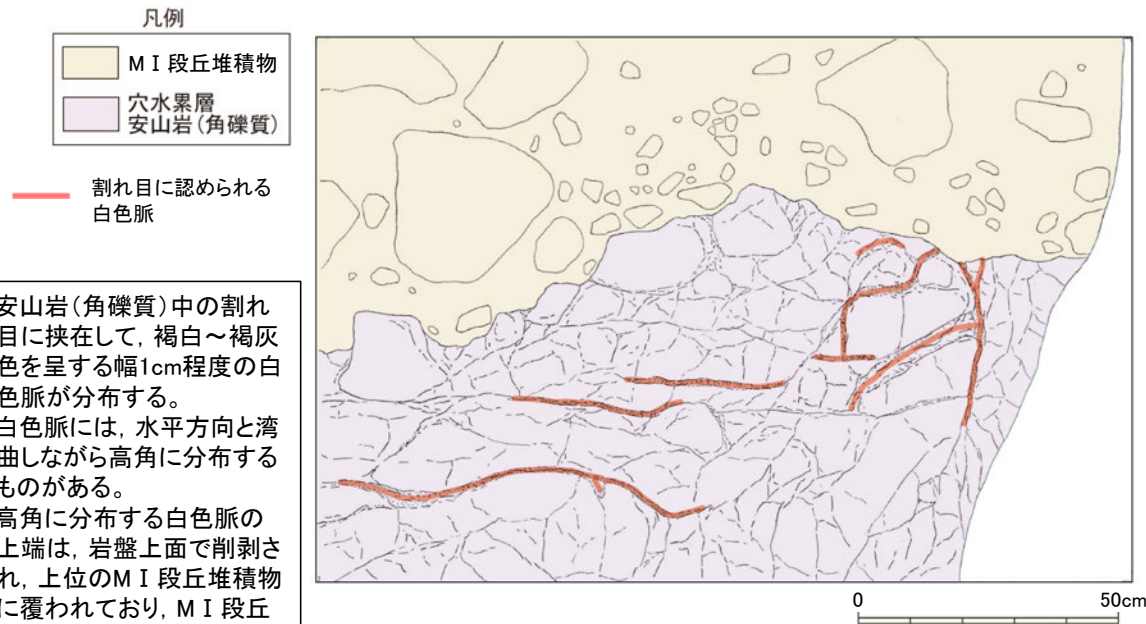 凡例
ＭⅠ段丘堆積物
穴水累層
安山岩(角礫質)
割れ目に認められる
白色脈
安山岩(角礫質)中の割れ
目に挟在して，褐白～褐灰
色を呈する幅1cm程度の白
色脈が分布する。
白色脈には，水平方向と湾
曲しながら高角に分布する
ものがある。
高角に分布する白色脈の
上端は，岩盤上面で削剥さ
れ，上位のＭⅠ段丘堆積物
に覆われており，ＭⅠ段丘
0
50cm